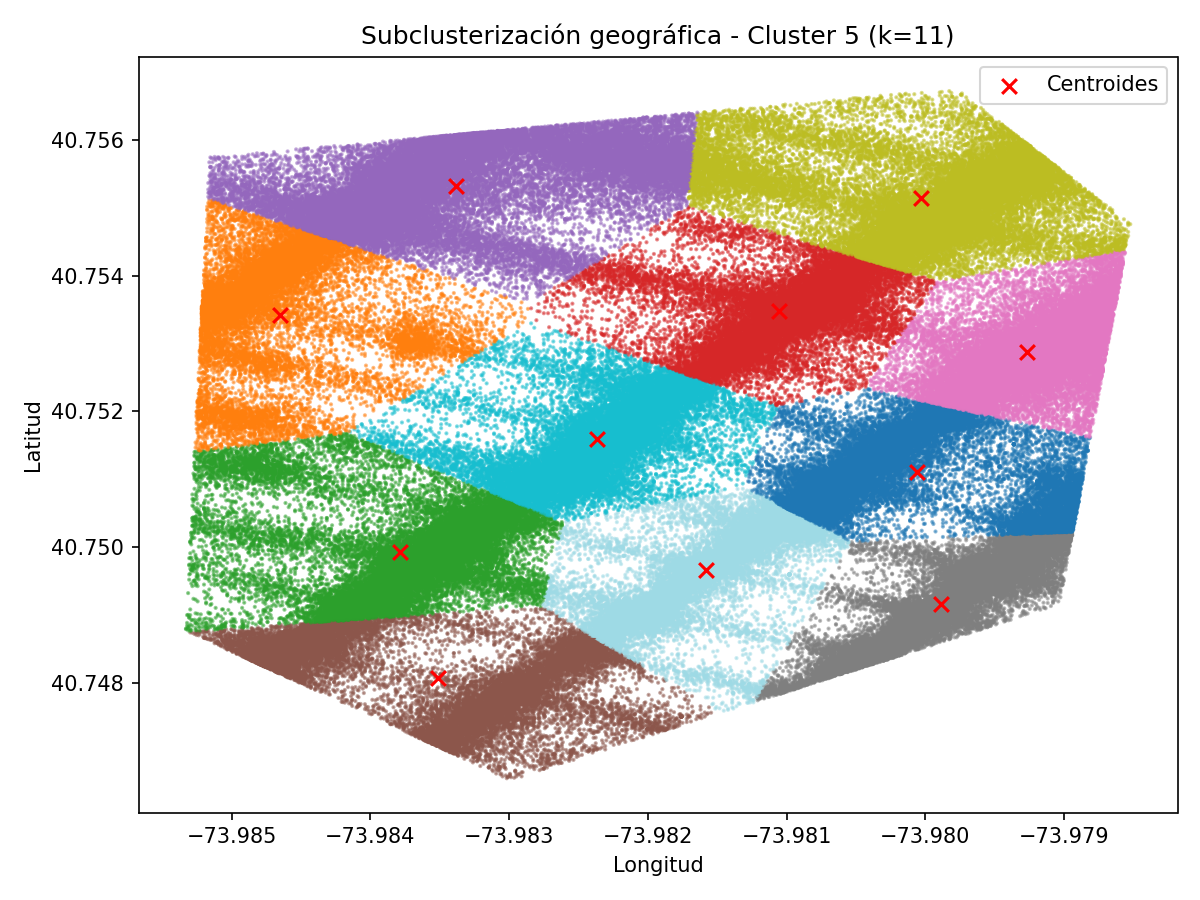 Subclusterización geográfica - Cluster 5 (k=11)
Centroides
40.756
40.754
40.752
40.750
40.748
Latitud
−73.985 −73.984 −73.983 −73.982 −73.981 −73.980 −73.979
Longitud